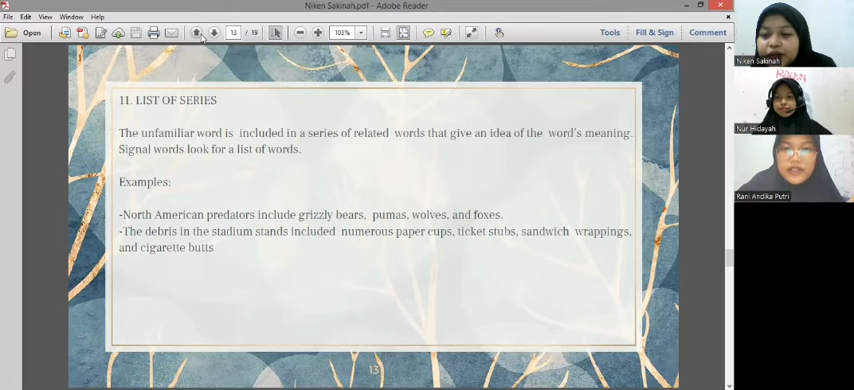 Niken Sakinah.pdf - Adobe Reader
File Edit View Window Help
Open 13 / 19 103% Tools Fill & Sign Comment
11. LIST OF SERIES
The unfamiliar word is included in a series of related words that give an idea of the word's meaning.
Signal words look for a list of words.
Examples:
-North American predators include grizzly bears, pumas, wolves, and foxes.
-The debris in the stadium stands included numerous paper cups, ticket stubs, sandwich wrappings,
and cigarette butts
13
Niken Sakinah
Nur Hidayah
Rani Andika Putri